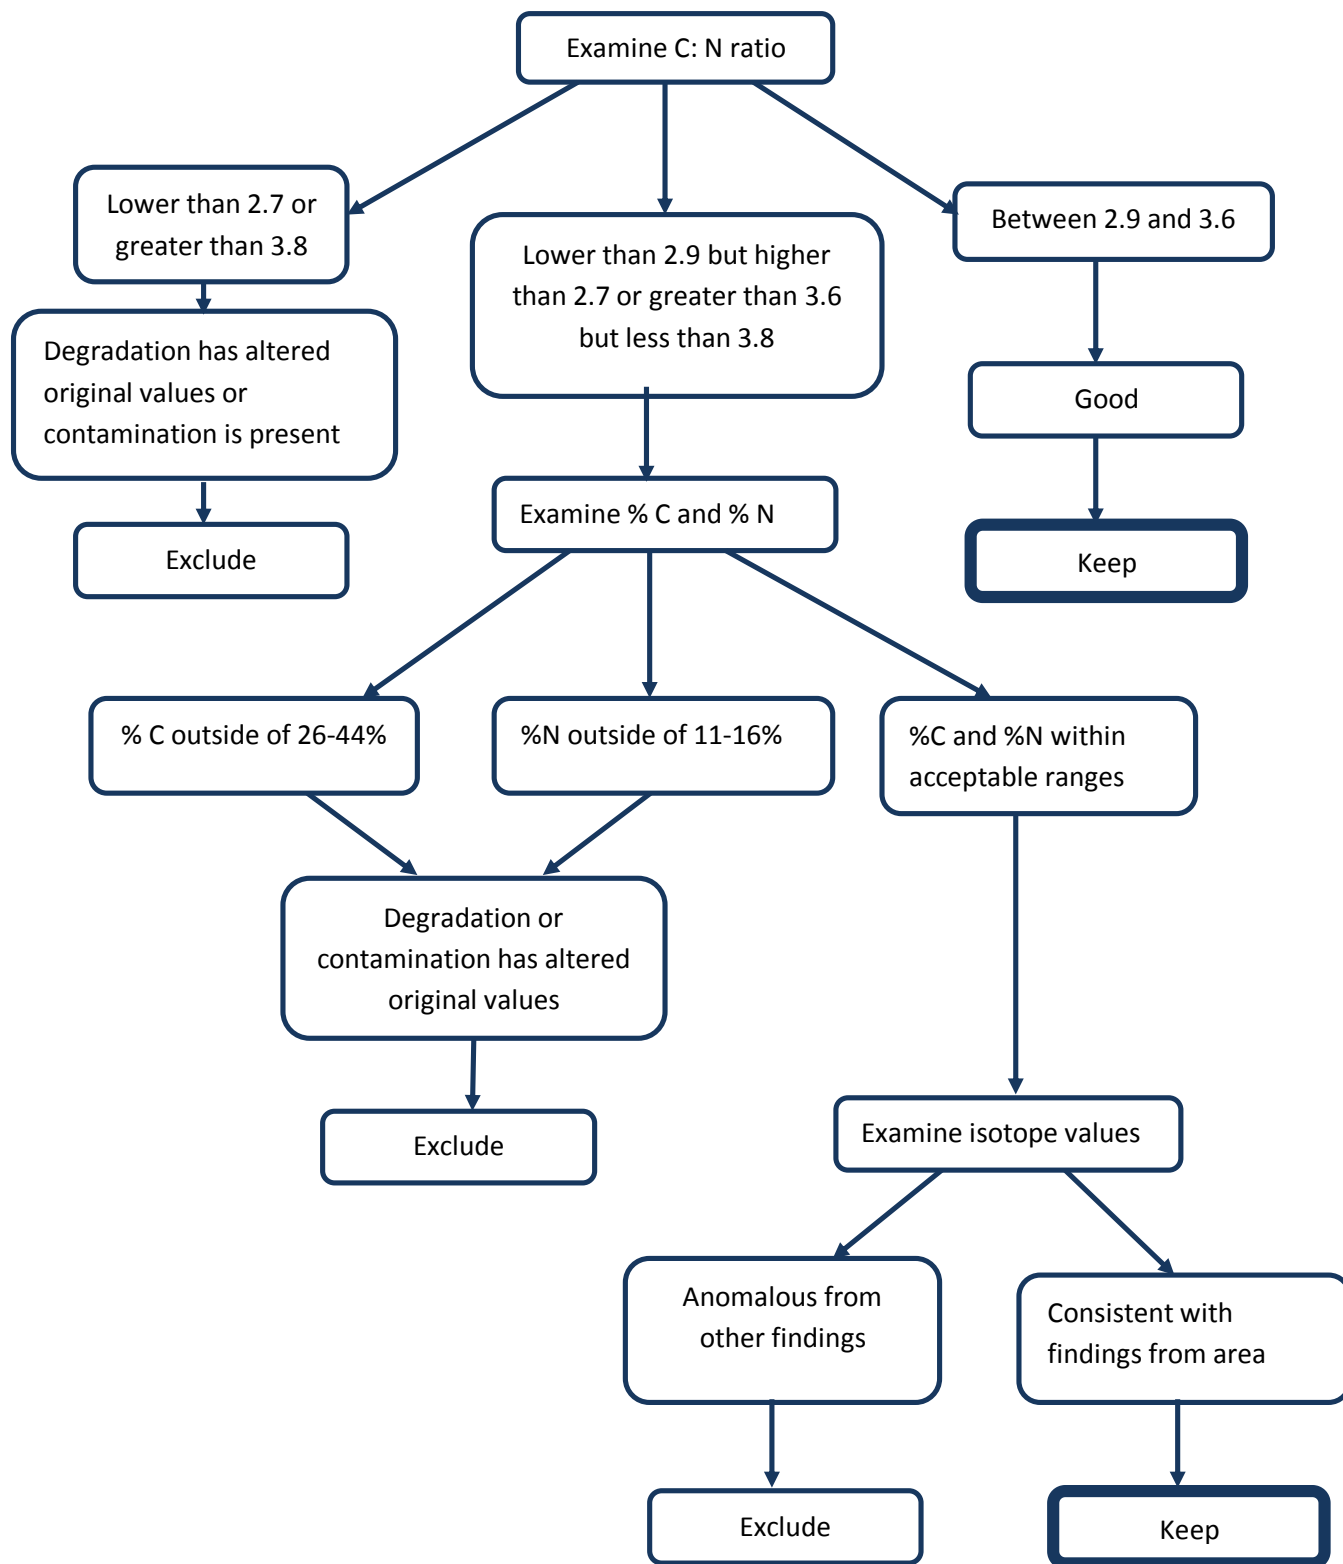 Examine C: N ratio
Lower than 2.7 or
greater than 3.8
Lower than 2.9 but higher
than 2.7 or greater than 3.6
but less than 3.8
Between 2.9 and 3.6
Degradation has altered
original values or
contamination is present
Good
Exclude
Examine % C and % N
Keep
% C outside of 26-44%
%N outside of 11-16%
%C and %N within
acceptable ranges
Degradation or
contamination has altered
original values
Exclude
Examine isotope values
Anomalous from
other findings
Consistent with
findings from area
Exclude
Keep